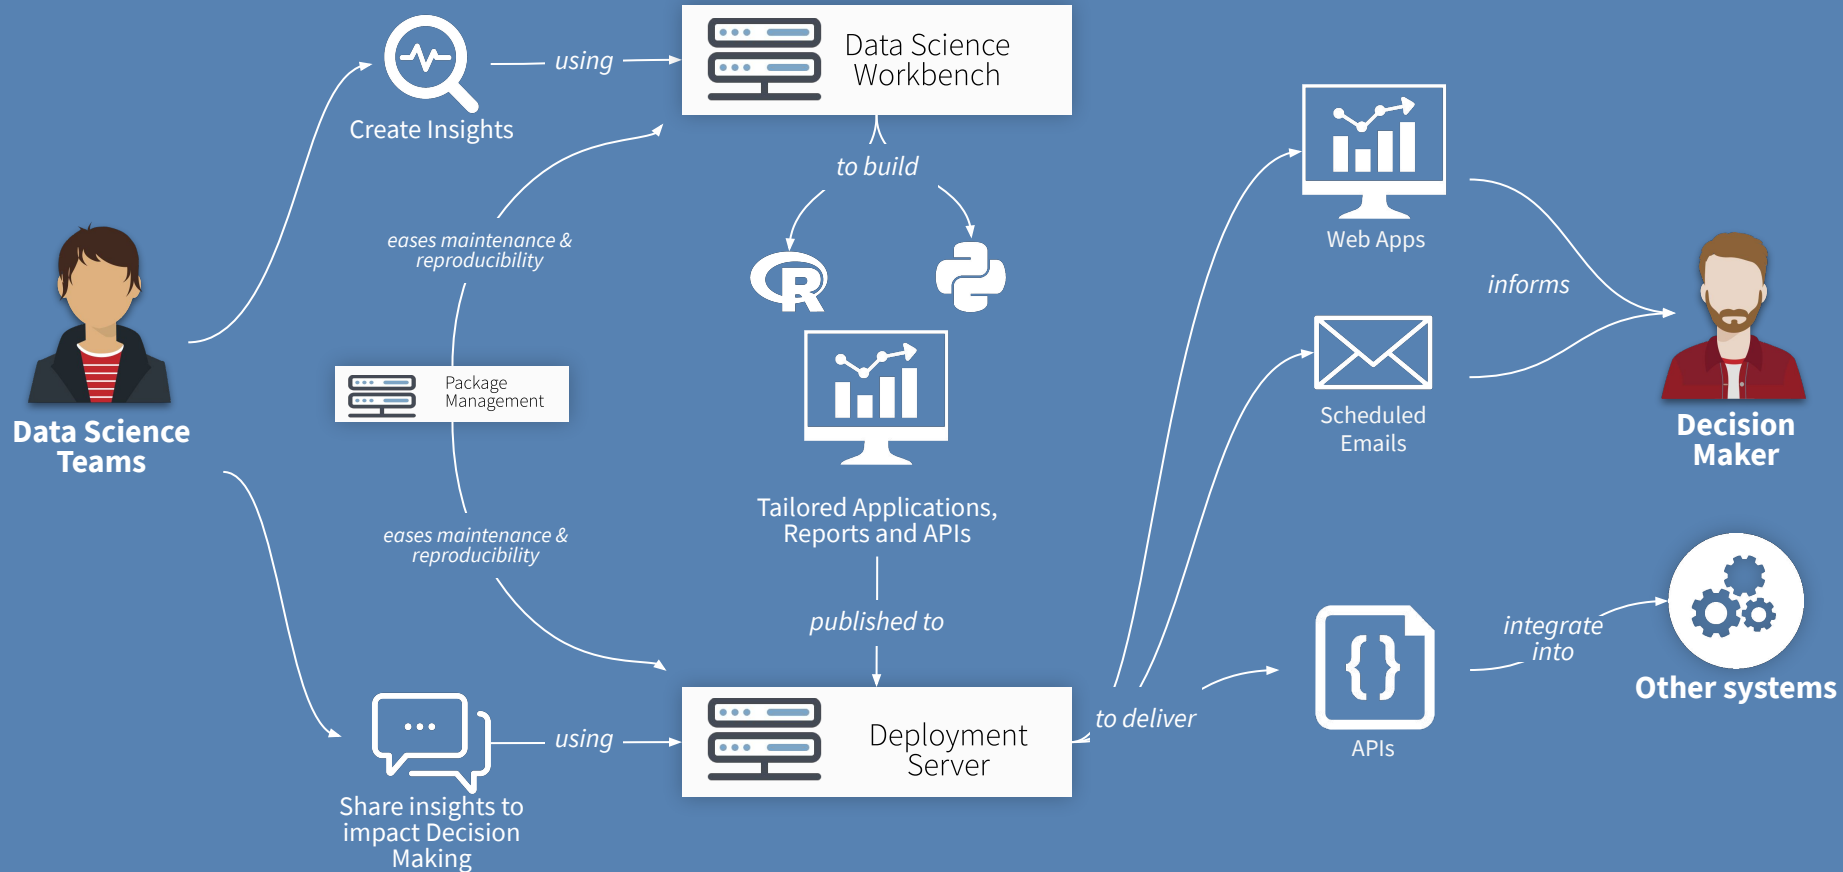 Data Science
Teams
Create Insights
using
Data Science
Workbench
eases maintenance &
reproducibility
Package
Management
eases maintenance &
reproducibility
Share insights to
impact Decision
Making
using
to build
R
Tailored Applications,
Reports and APIs
published to
Deployment
Server
to deliver
Web Apps
Scheduled
Emails
{}
APIs
informs
Decision
Maker
integrate
into
Other systems